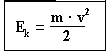 E_k = m · v² / 2